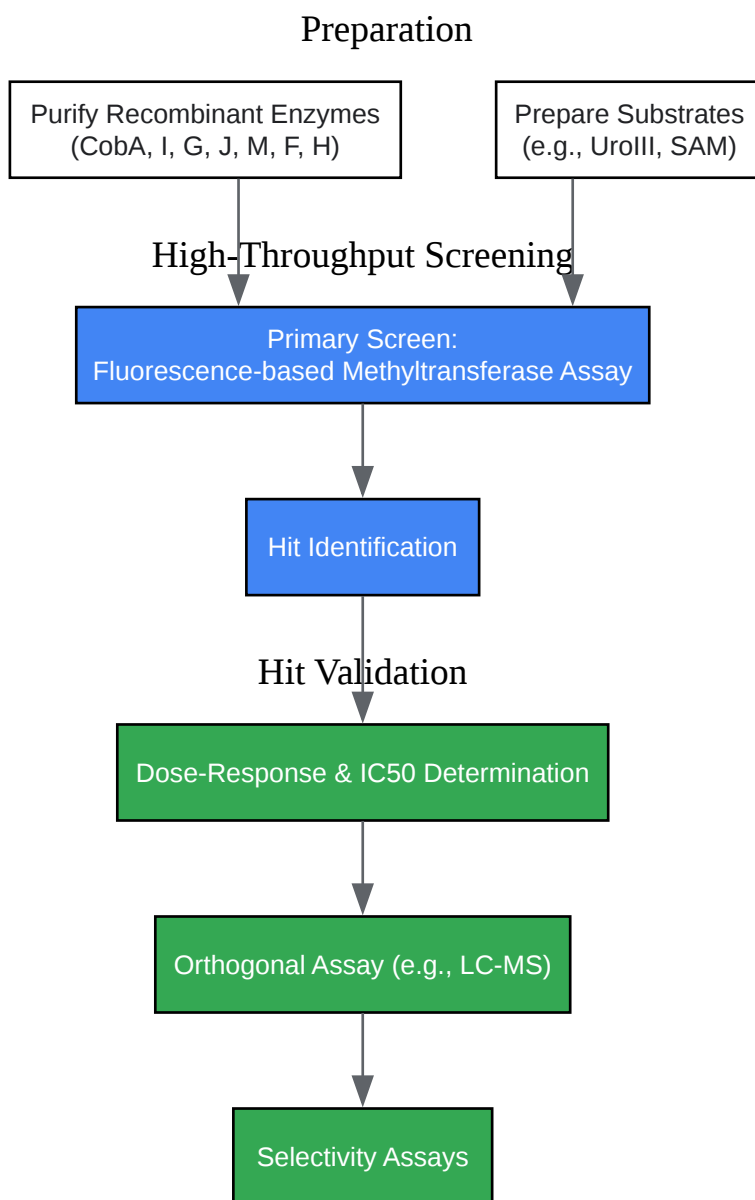 Preparation
Purify Recombinant Enzymes
(CobA, I, G, J, M, F, H)
Prepare Substrates
(e.g., UroIII, SAM)
High-Throughput Screening
Primary Screen:
Fluorescence-based Methyltransferase Assay
Hit Identification
Hit Validation
Dose-Response & IC50 Determination
Orthogonal Assay (e.g., LC-MS)
Selectivity Assays